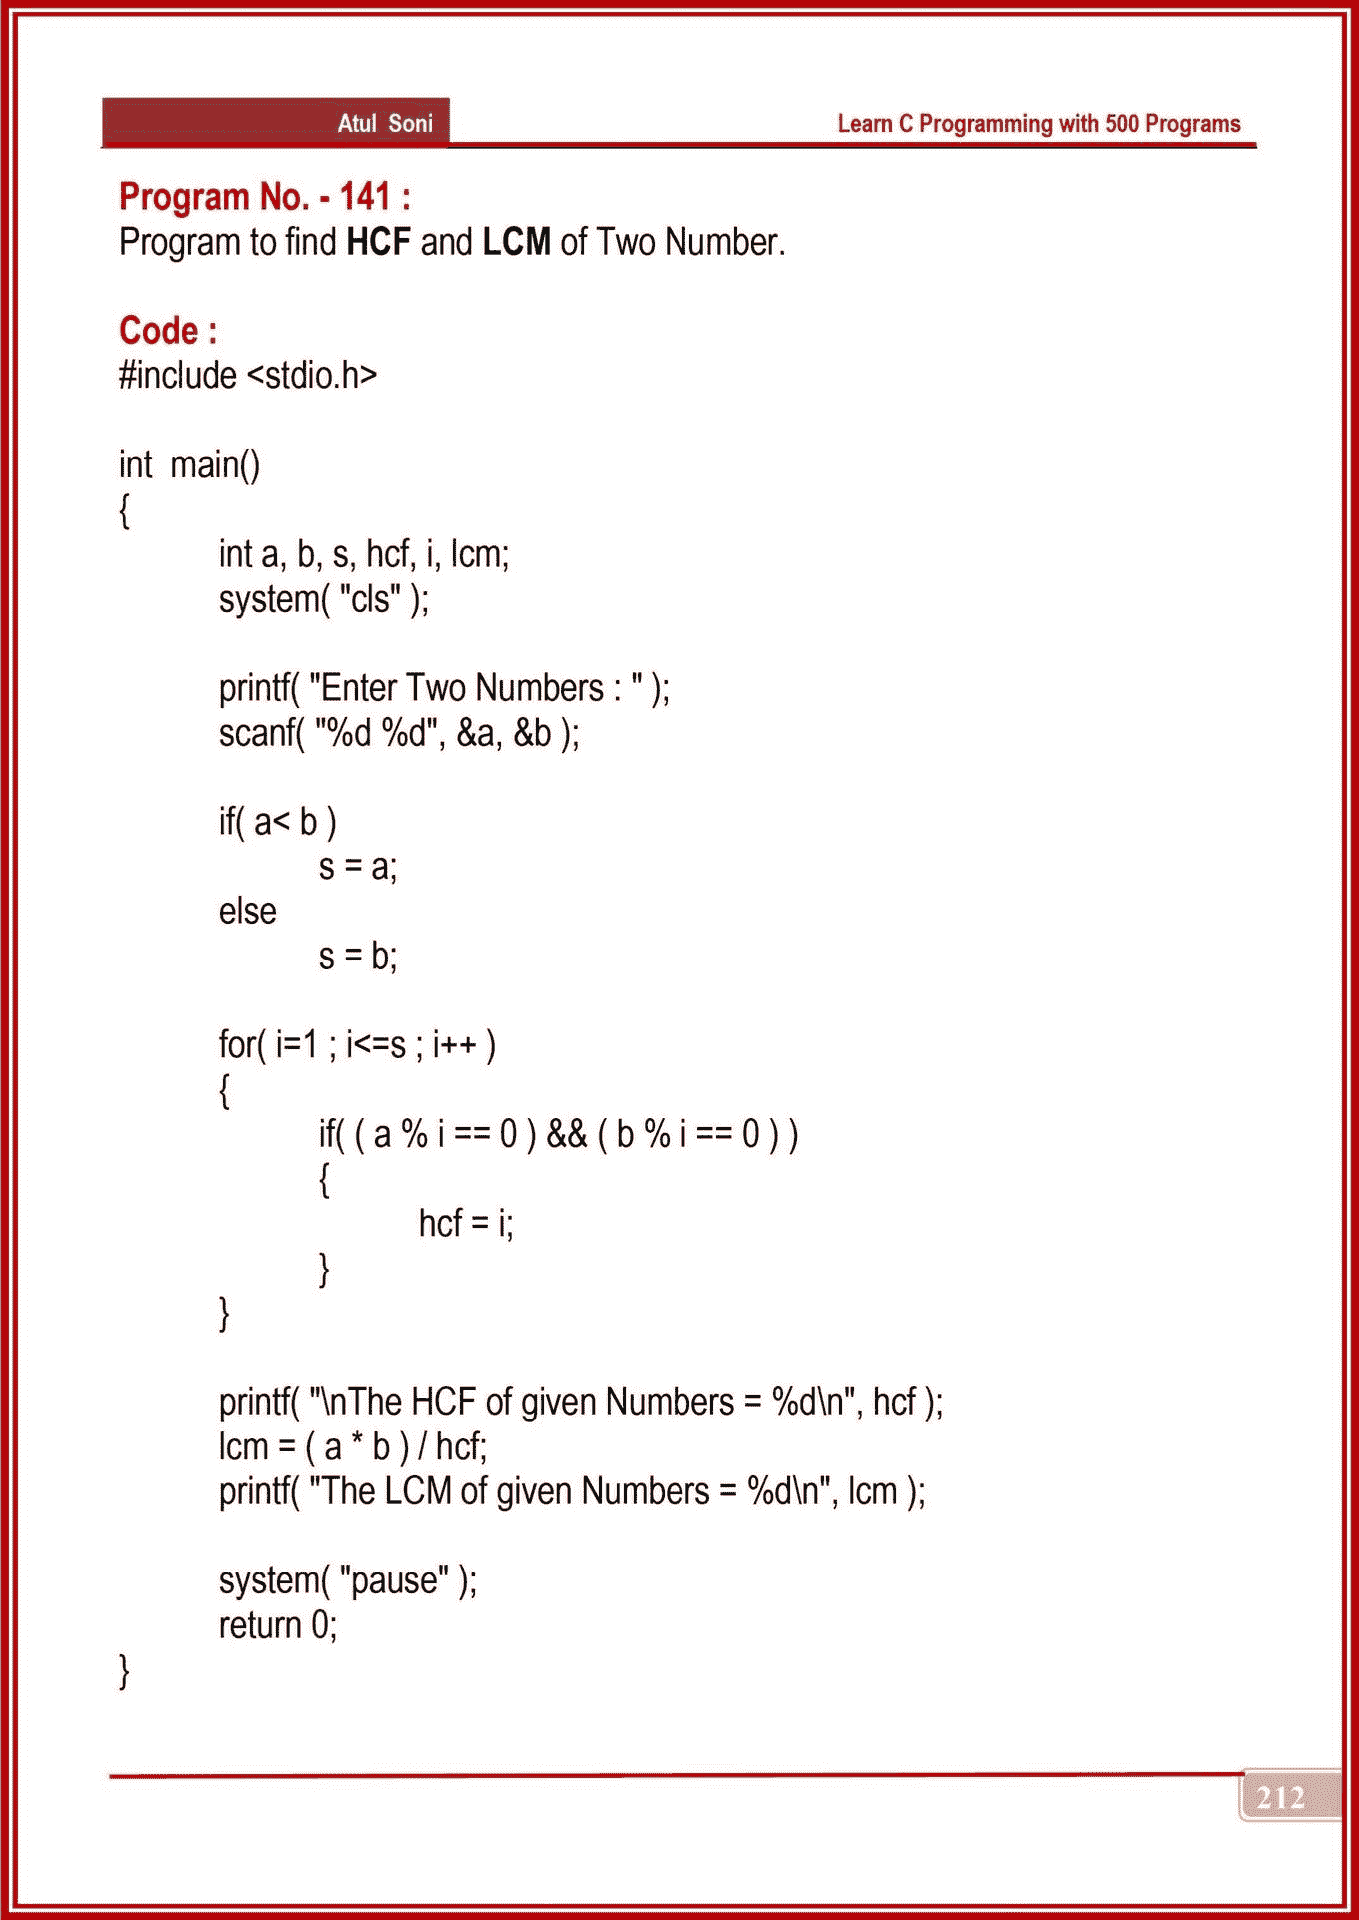 Atul  Soni
Learn C Programming with 500 Programs
Program No. - 141 :
Program to find HCF and LCM of Two Number.
Code :
#include <stdio.h>
int  main()
{
int a, b, s, hcf, i, lcm;
system( "cls" );
printf( "Enter Two Numbers : " );
scanf( "%d %d", &a, &b );
if( a< b )
s = a;
else
s = b;
for( i=1 ; i<=s ; i++ )
{
if( ( a % i == 0 ) && ( b % i == 0 ) )
{
hcf = i;
}
}
printf( "\nThe HCF of given Numbers = %d\n", hcf );
lcm = ( a * b ) / hcf;
printf( "The LCM of given Numbers = %d\n", lcm );
system( "pause" );
return 0;
}
212